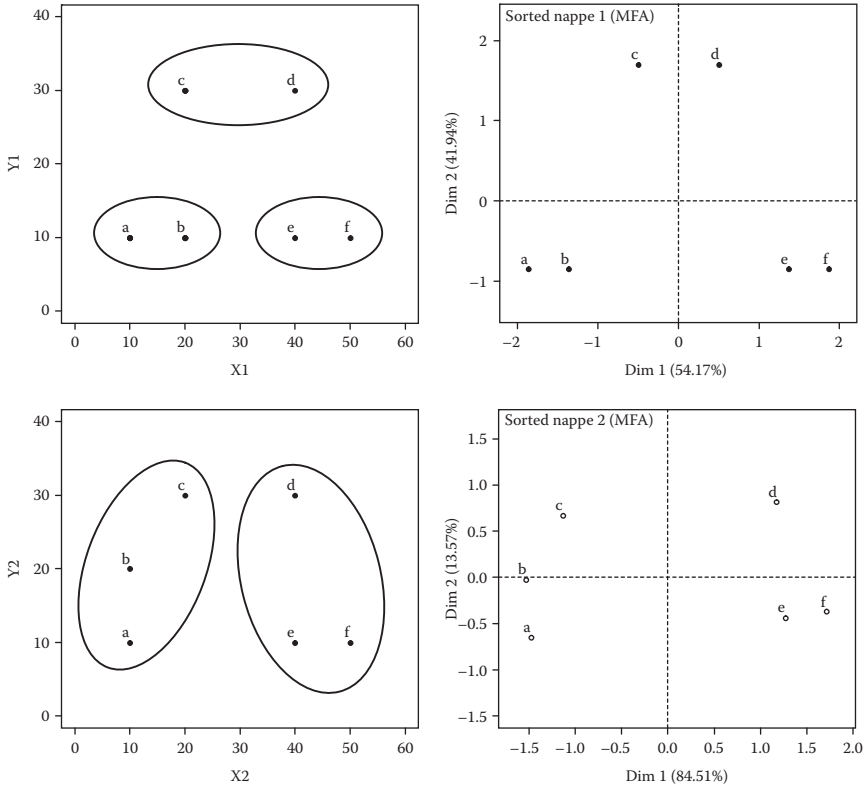 40
30
20
10
0
Y1
c
d
a
b
e
f
0
10
20
30
40
50
60
X1
Sorted nappe 1 (MFA)
2
1
0
−1
Dim 2 (41.94%)
c
d
a
b
e
f
−2
−1
0
1
2
Dim 1 (54.17%)
40
30
20
10
0
Y2
c
d
b
a
e
f
0
10
20
30
40
50
60
X2
Sorted nappe 2 (MFA)
1.5
1.0
0.5
0.0
−0.5
−1.0
−1.5
Dim 2 (13.57%)
d
c
b
a
e
f
−1.5
−1.0
−0.5
0.0
0.5
1.0
1.5
2.0
Dim 1 (84.51%)